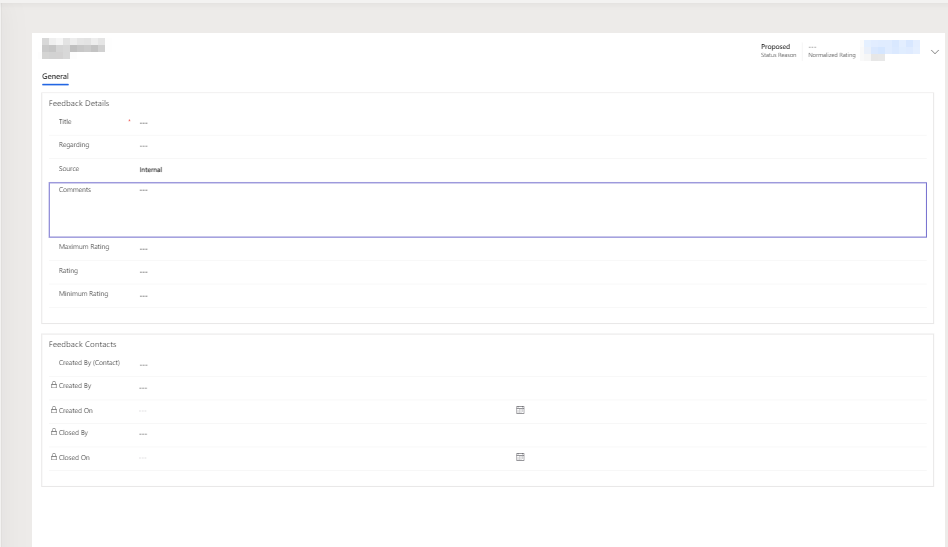 Proposed
Status Reason
---
Normalized Rating
General
Feedback Details
Title * ---
Regarding ---
Source Internal
Comments ---
Maximum Rating ---
Rating ---
Minimum Rating ---
Feedback Contacts
Created By (Contact) ---
Created By ---
Created On ---
Closed By ---
Closed On ---